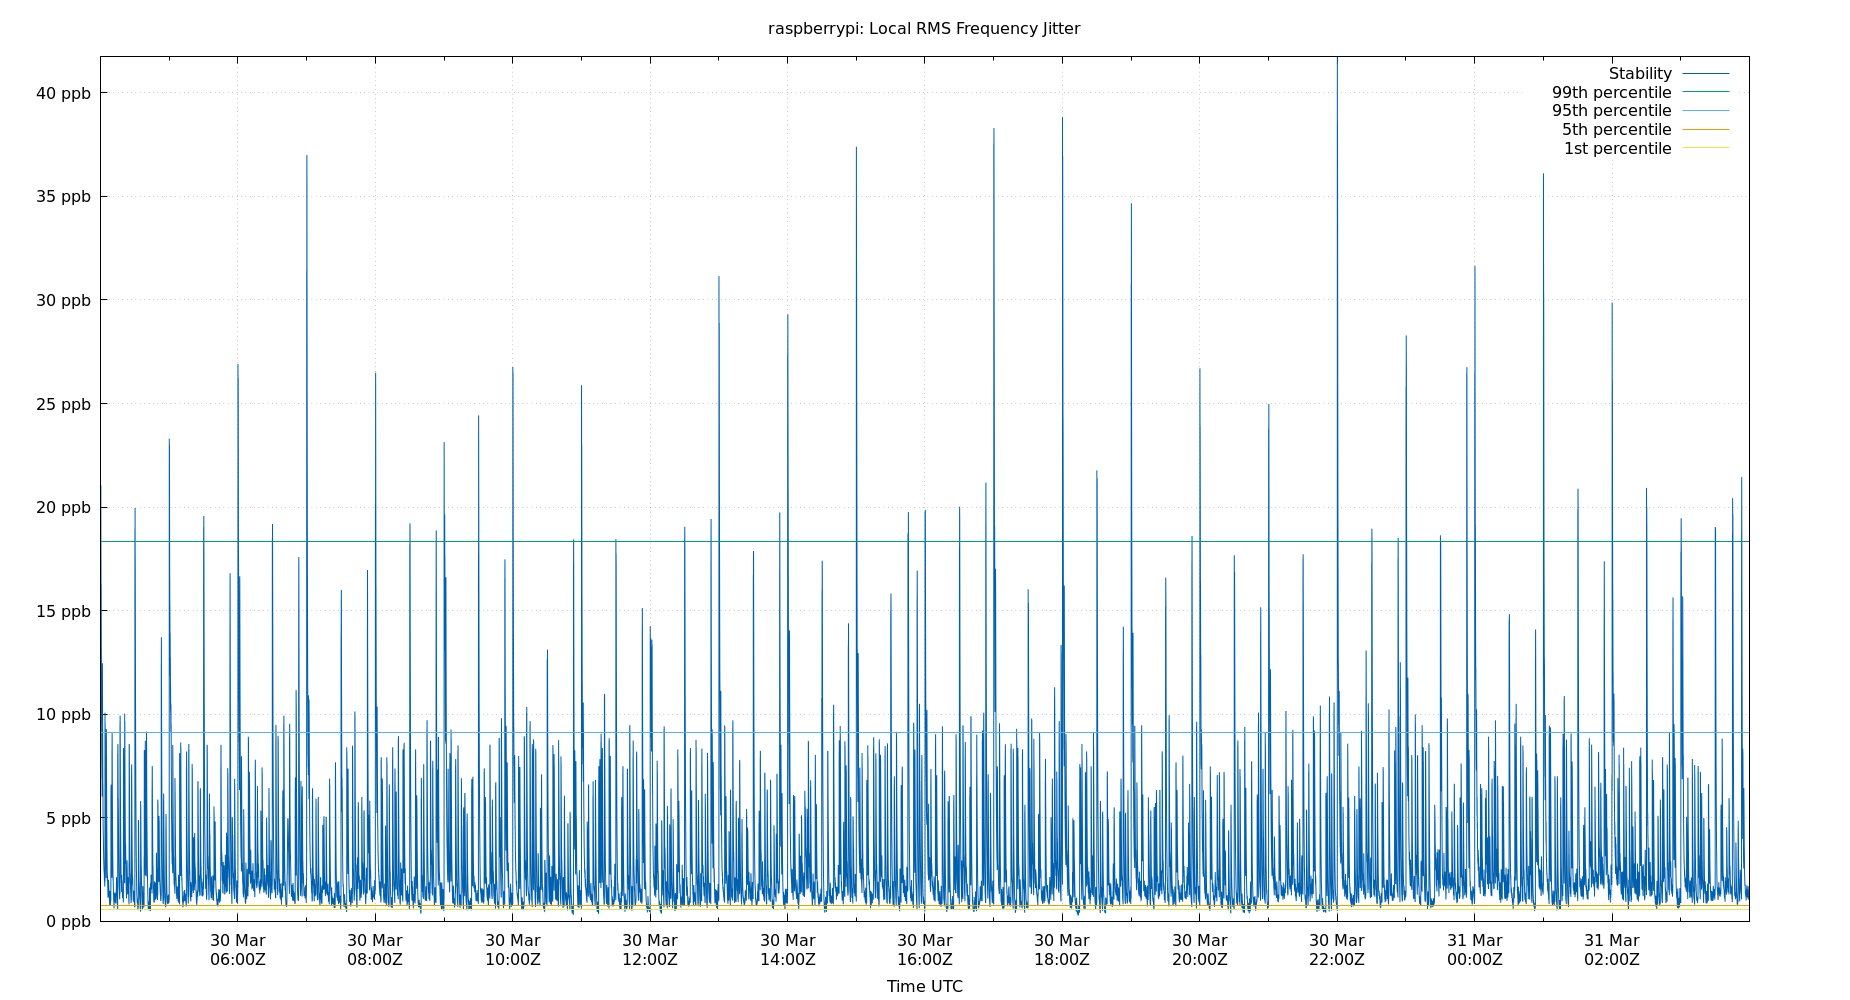 raspberrypi: Local RMS Frequency Jitter
Stability
99th percentile
95th percentile
5th percentile
1st percentile
40 ppb
35 ppb
30 ppb
25 ppb
20 ppb
15 ppb
10 ppb
5 ppb
0 ppb
30 Mar 30 Mar 30 Mar 30 Mar 30 Mar 30 Mar 30 Mar 30 Mar 30 Mar 31 Mar 31 Mar
06:00Z 08:00Z 10:00Z 12:00Z 14:00Z 16:00Z 18:00Z 20:00Z 22:00Z 00:00Z 02:00Z
Time UTC